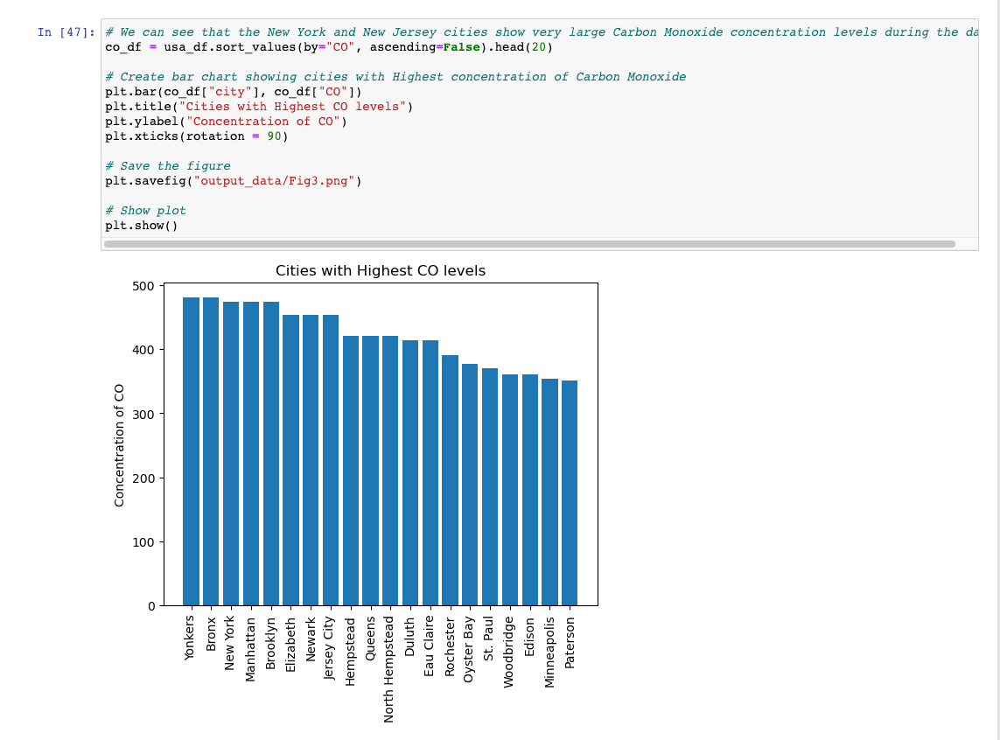 In [47]: # We can see that the New York and New Jersey cities show very large Carbon Monoxide concentration levels during the da
co_df = usa_df.sort_values(by="CO", ascending=False).head(20)
# Create bar chart showing cities with Highest concentration of Carbon Monoxide
plt.bar(co_df["city"], co_df["CO"])
plt.title("Cities with Highest CO levels")
plt.ylabel("Concentration of CO")
plt.xticks(rotation = 90)
# Save the figure
plt.savefig("output_data/Fig3.png")
# Show plot
plt.show()
Cities with Highest CO levels
500
400
300
200
100
0
Concentration of CO
Yonkers
Bronx
New York
Manhattan
Brooklyn
Elizabeth
Newark
Jersey City
Hempstead
Queens
North Hempstead
Duluth
Eau Claire
Rochester
Oyster Bay
St. Paul
Woodbridge
Edison
Minneapolis
Paterson